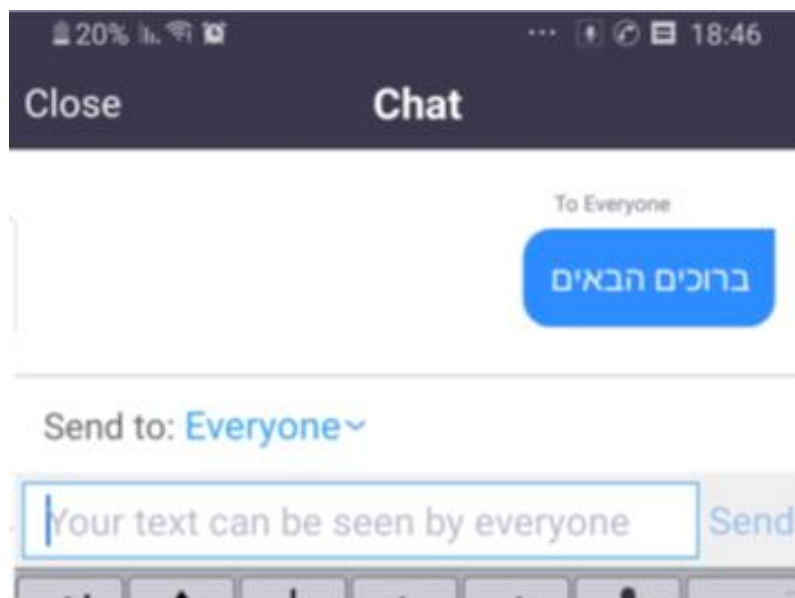 20% 18:46
Close Chat
To Everyone
ברוכים הבאים
Send to: Everyone
Your text can be seen by everyone Send